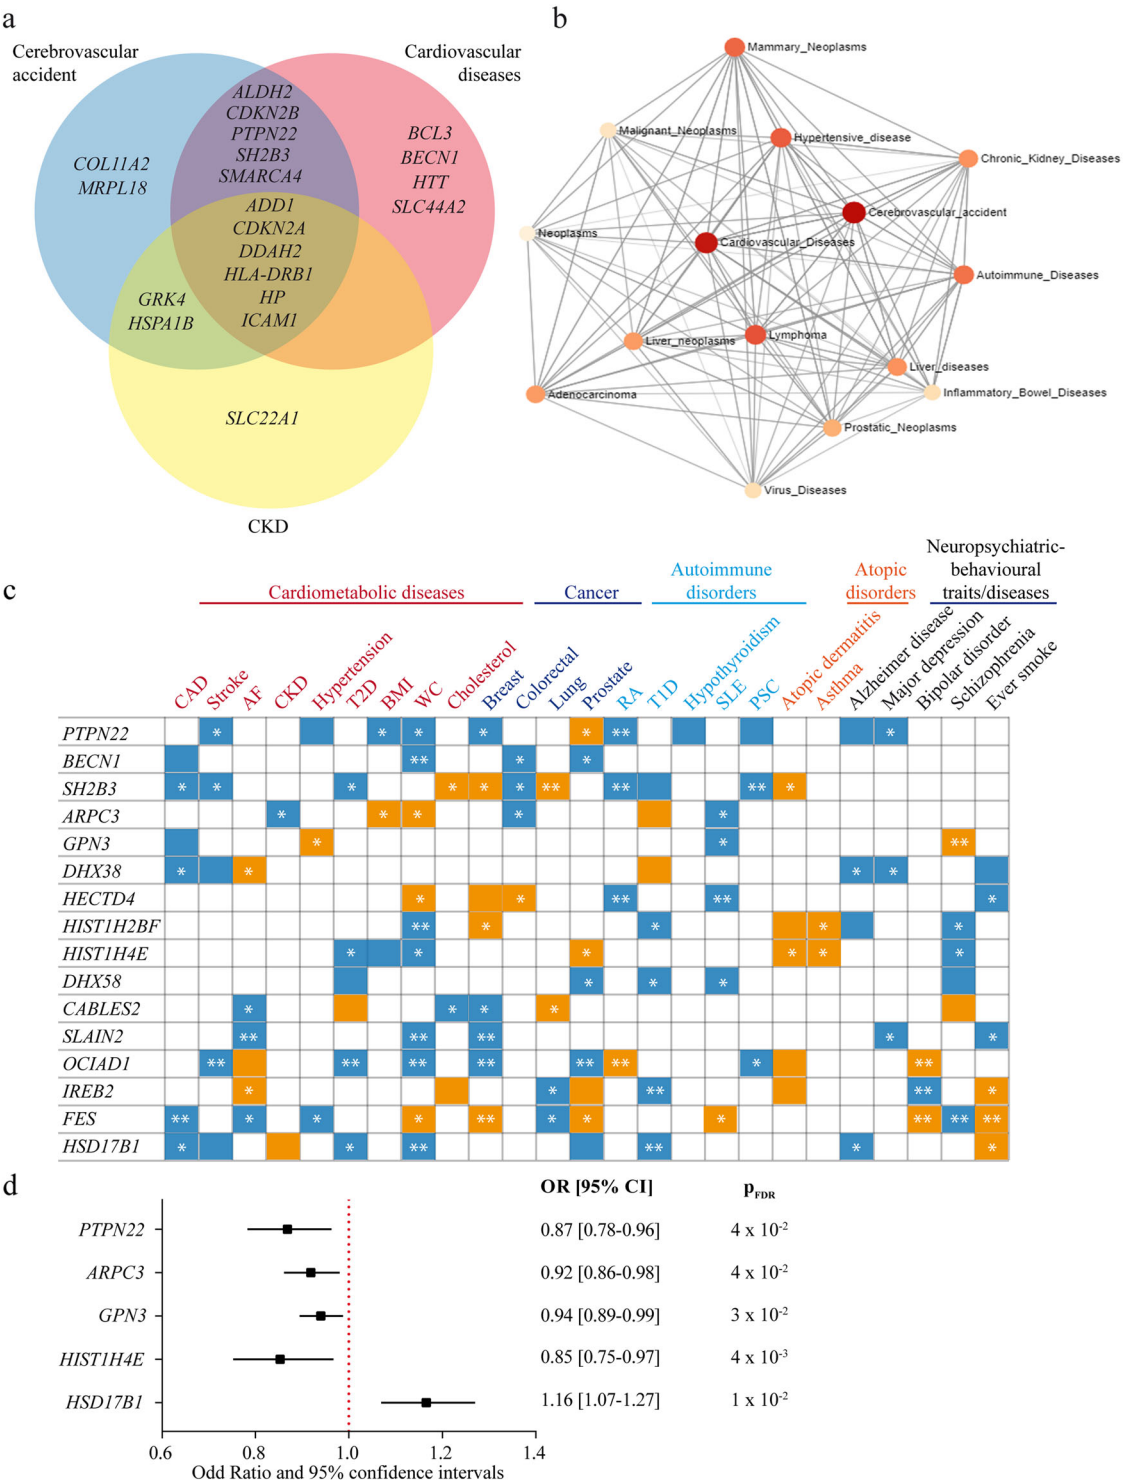 a
Cerebrovascular
accident
Cardiovascular
diseases
ALDH2
CDKN2B
PTPN22
SH2B3
SMARCA4
COL11A2
MRPL18
BCL3
BECN1
HTT
SLC44A2
ADD1
CDKN2A
DDAH2
HLA-DRB1
HP
ICAM1
GRK4
HSPA1B
SLC22A1
CKD
b
Mammary_Neoplasms
Malignant_Neoplasms
Hypertensive_disease
Chronic_Kidney_Diseases
Cerebrovascular_accident
Neoplasms
Cardiovascular_Diseases
Autoimmune_Diseases
Liver_neoplasms
Lymphoma
Liver_diseases
Adenocarcinoma
Inflammatory_Bowel_Diseases
Prostatic_Neoplasms
Virus_Diseases
c
Cardiometabolic diseases
Cancer
Autoimmune
disorders
Atopic
disorders
Neuropsychiatric-
behavioural
traits/diseases
CAD
Stroke
AF
CKD
Hypertension
T2D
BMI
WC
Cholesterol
Breast
Colorectal
Lung
Prostate
RA
T1D
Hypothyroidism
SLE
PSC
Atopic dermatitis
Asthma
Alzheimer disease
Major depression
Bipolar disorder
Schizophrenia
Ever smoke
PTPN22 * * * * * ** *
BECN1 ** * *
SH2B3 * * * * * * ** ** ** *
ARPC3 * * * * *
GPN3 * * **
DHX38 * * * *
HECTD4 * * ** ** *
HIST1H2BF ** * * * *
HIST1H4E * * * * * *
DHX58 * * *
CABLES2 * * * *
SLAIN2 ** ** ** * *
OCIAD1 ** ** ** ** ** ** * **
IREB2 * * ** ** *
FES ** * * * ** * * * ** ** **
HSD17B1 * * ** ** * *
d
OR [95% CI] pFDR
PTPN22 0.87 [0.78-0.96] 4 x 10-2
ARPC3 0.92 [0.86-0.98] 4 x 10-2
GPN3 0.94 [0.89-0.99] 3 x 10-2
HIST1H4E 0.85 [0.75-0.97] 4 x 10-3
HSD17B1 1.16 [1.07-1.27] 1 x 10-2
0.6 0.8 1.0 1.2 1.4
Odd Ratio and 95% confidence intervals